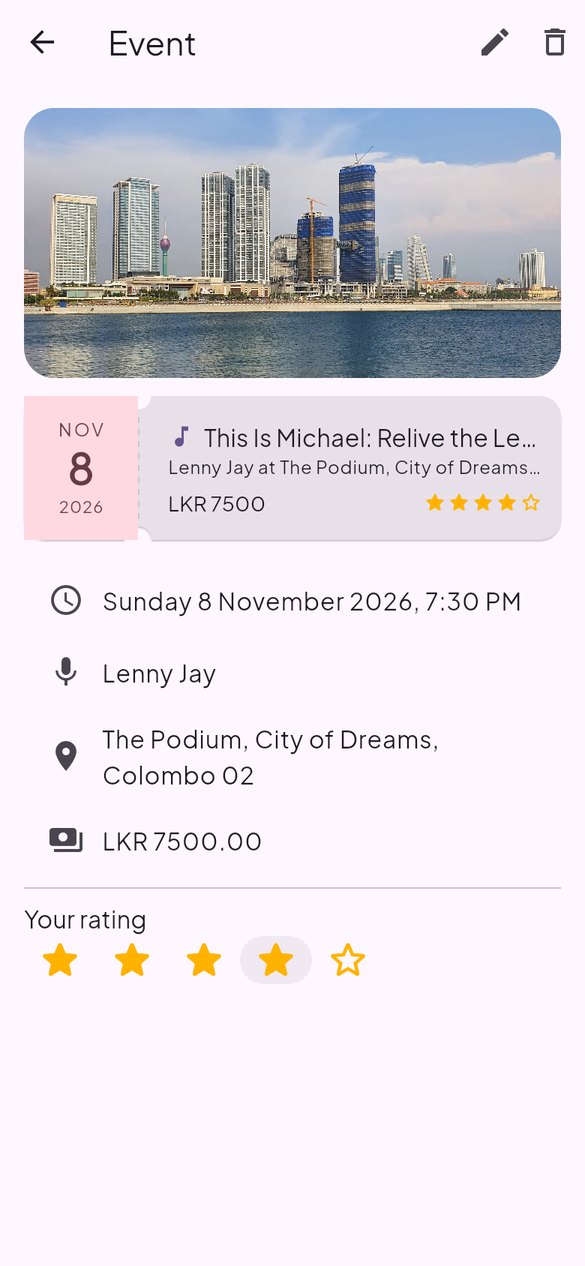 Event
NOV
8
2026
This Is Michael: Relive the Le…
Lenny Jay at The Podium, City of Dreams…
LKR 7500
Sunday 8 November 2026, 7:30 PM
Lenny Jay
The Podium, City of Dreams,
Colombo 02
LKR 7500.00
Your rating